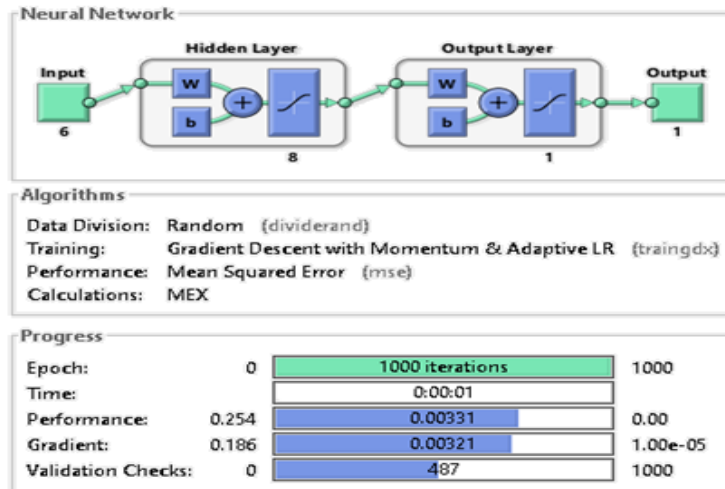 Neural Network
Hidden Layer
Output Layer
Input
Output
W
W
+
+
b
b
6
8
1
1
Algorithms
Data Division: Random (dividerand)
Training: Gradient Descent with Momentum & Adaptive LR (traingdx)
Performance: Mean Squared Error (mse)
Calculations: MEX
Progress
Epoch: 0 1000 iterations 1000
Time: 0:00:01
Performance: 0.254 0.00331 0.00
Gradient: 0.186 0.00321 1.00e-05
Validation Checks: 0 487 1000